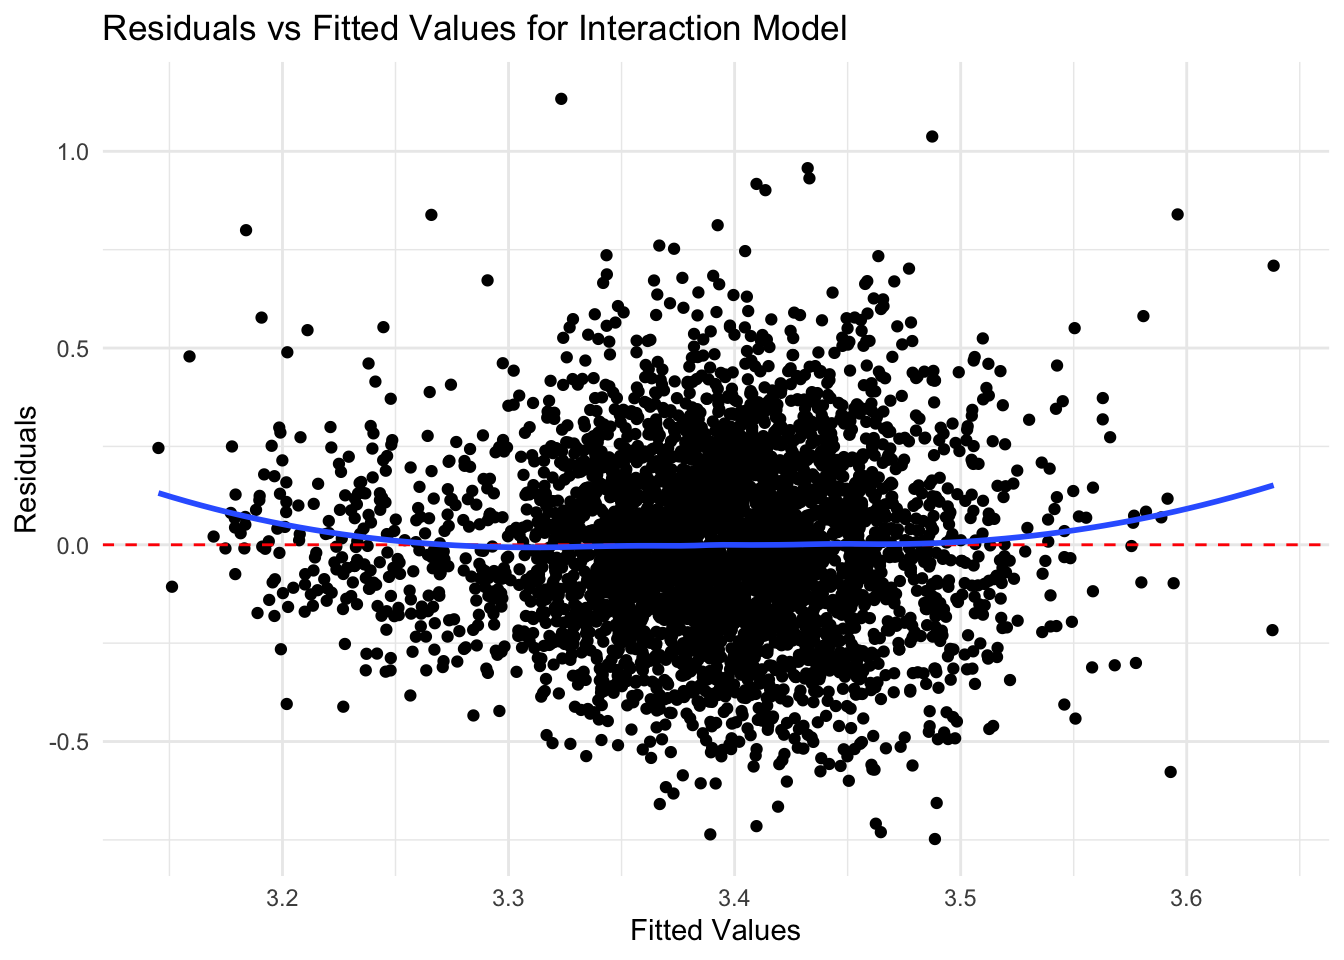 Residuals vs Fitted Values for Interaction Model
1.0
0.5
0.0
-0.5
Residuals
3.2 3.3 3.4 3.5 3.6
Fitted Values